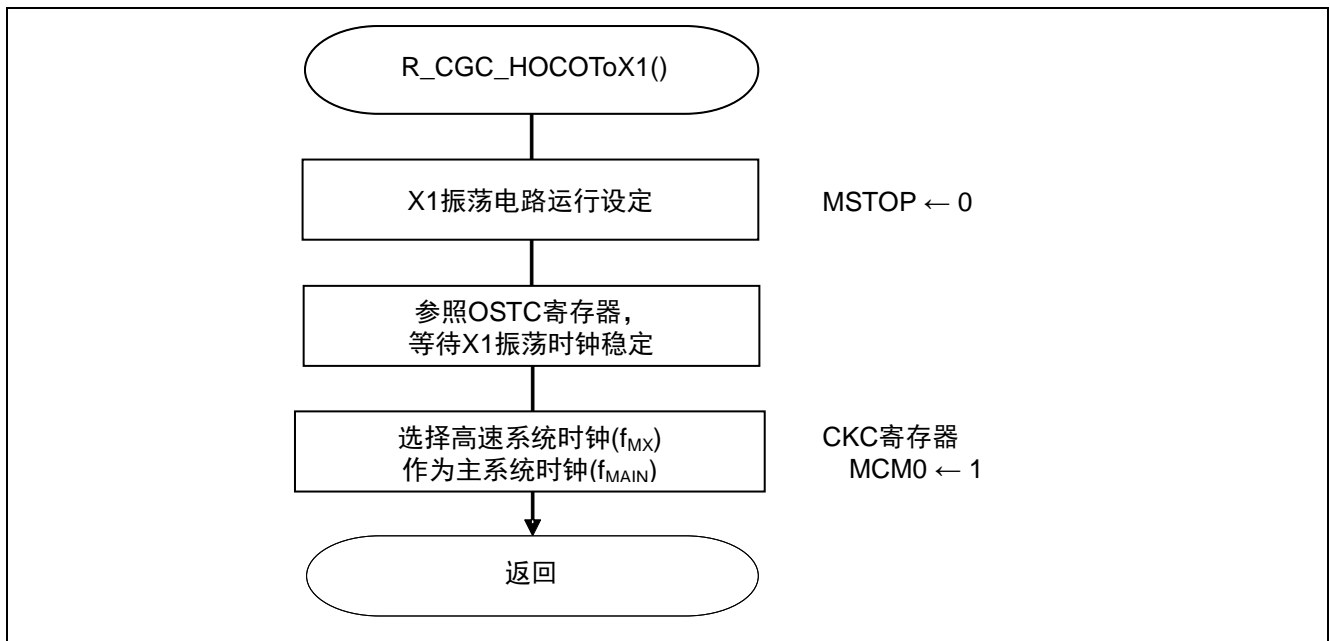 R_CGC_HOCOToX1()
X1振荡电路运行设定
MSTOP ← 0
参照OSTC寄存器，
等待X1振荡时钟稳定
选择高速系统时钟(fMX)
作为主系统时钟(fMAIN)
CKC寄存器
MCM0 ← 1
返回